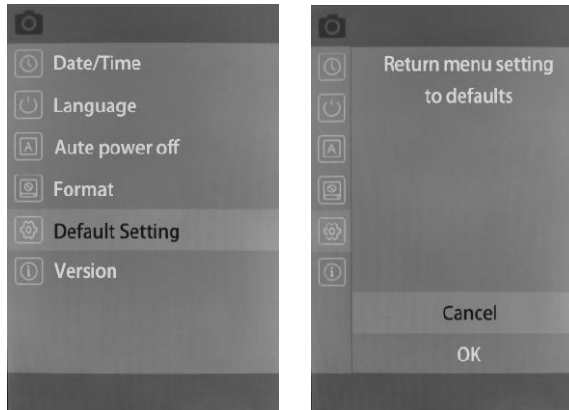 Date/Time
Language
Aute power off
Format
Default Setting
Version
Return menu setting
to defaults
Cancel
OK